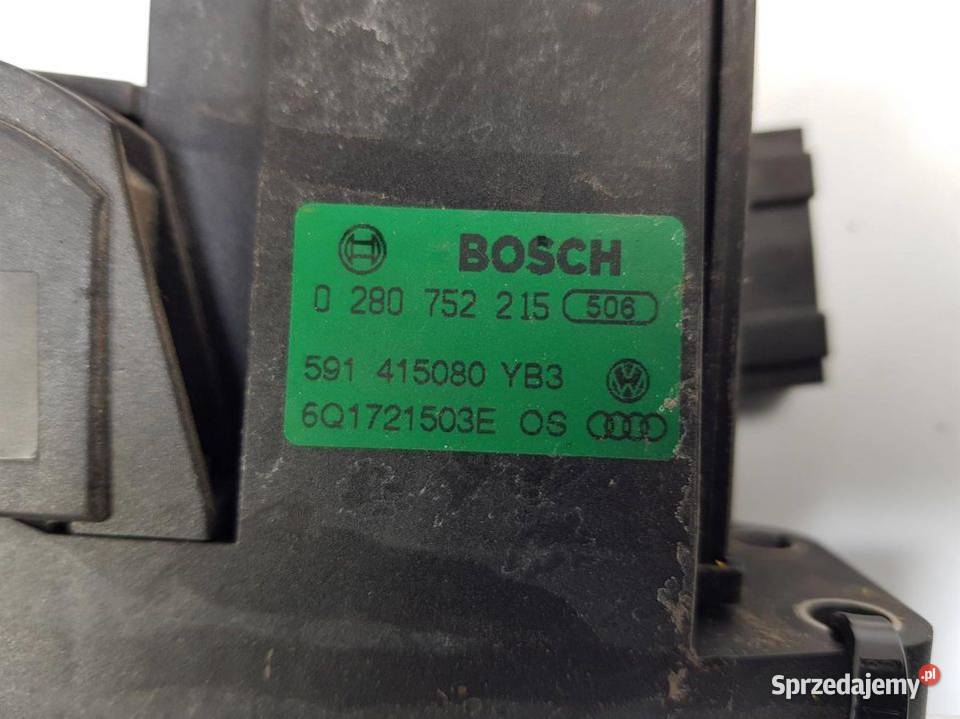 BOSCH
0 280 752 215 506
591 415080 YB3
6Q1721503E OS
Sprzedajemy.pl